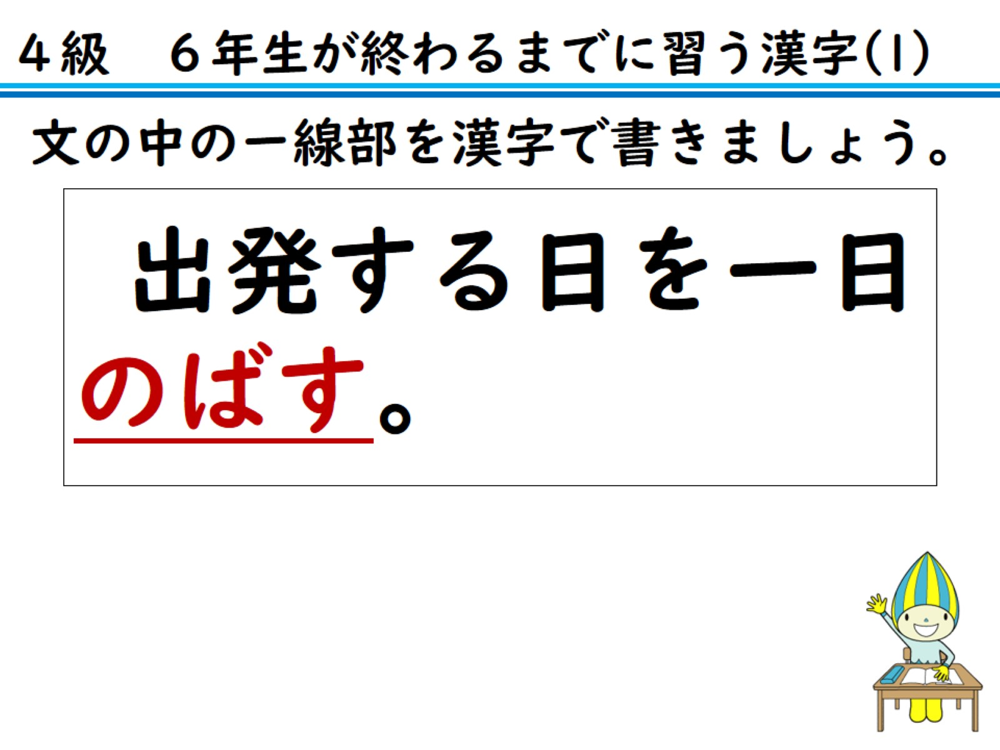 ４級　６年生が終わるまでに習う漢字(1)
文の中の―線部を漢字で書きましょう。
出発する日を一日
のばす。